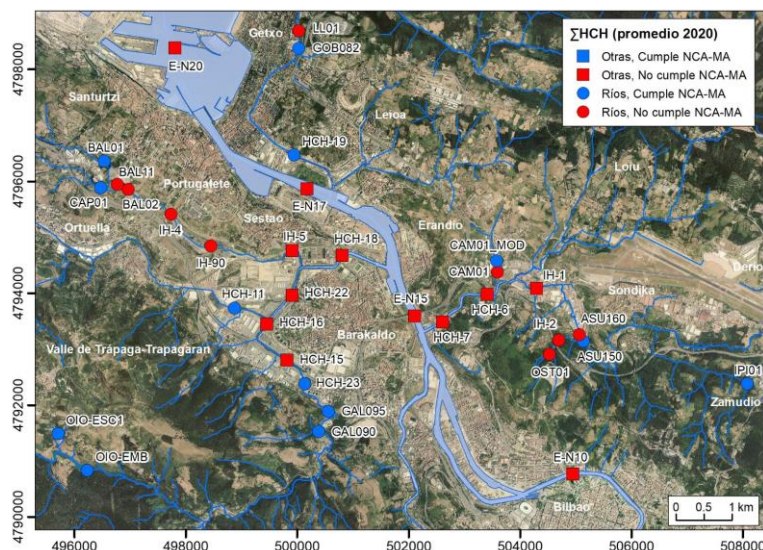 ∑HCH (promedio 2020)
Otras, Cumple NCA-MA
Otras, No cumple NCA-MA
Ríos, Cumple NCA-MA
Ríos, No cumple NCA-MA
Getxo
LL01
GOB082
E-N20
Santurtzi
Leioa
HCH-19
Loiu
BAL01
BAL11
Portugalete
CAP01
BAL02
E-N17
Ortuella
IH-4
Sestao
Erandio
IH-5
HCH-18
CAM01_MOD
IH-90
CAM01
IH-1
Derio
Sondika
HCH-11
HCH-22
E-N15
HCH-6
HCH-16
Barakaldo
HCH-7
IH-2
ASU160
Valle de Trápaga-Trapagaran
ASU150
HCH-15
OST01
IPI01
HCH-23
Zamudio
OIO-ESC1
GAL095
GAL090
OIO-EMB
E-N10
Bilbao
0 0,5 1 km
4798000
4796000
4794000
4792000
4790000
496000 498000 500000 502000 504000 506000 508000